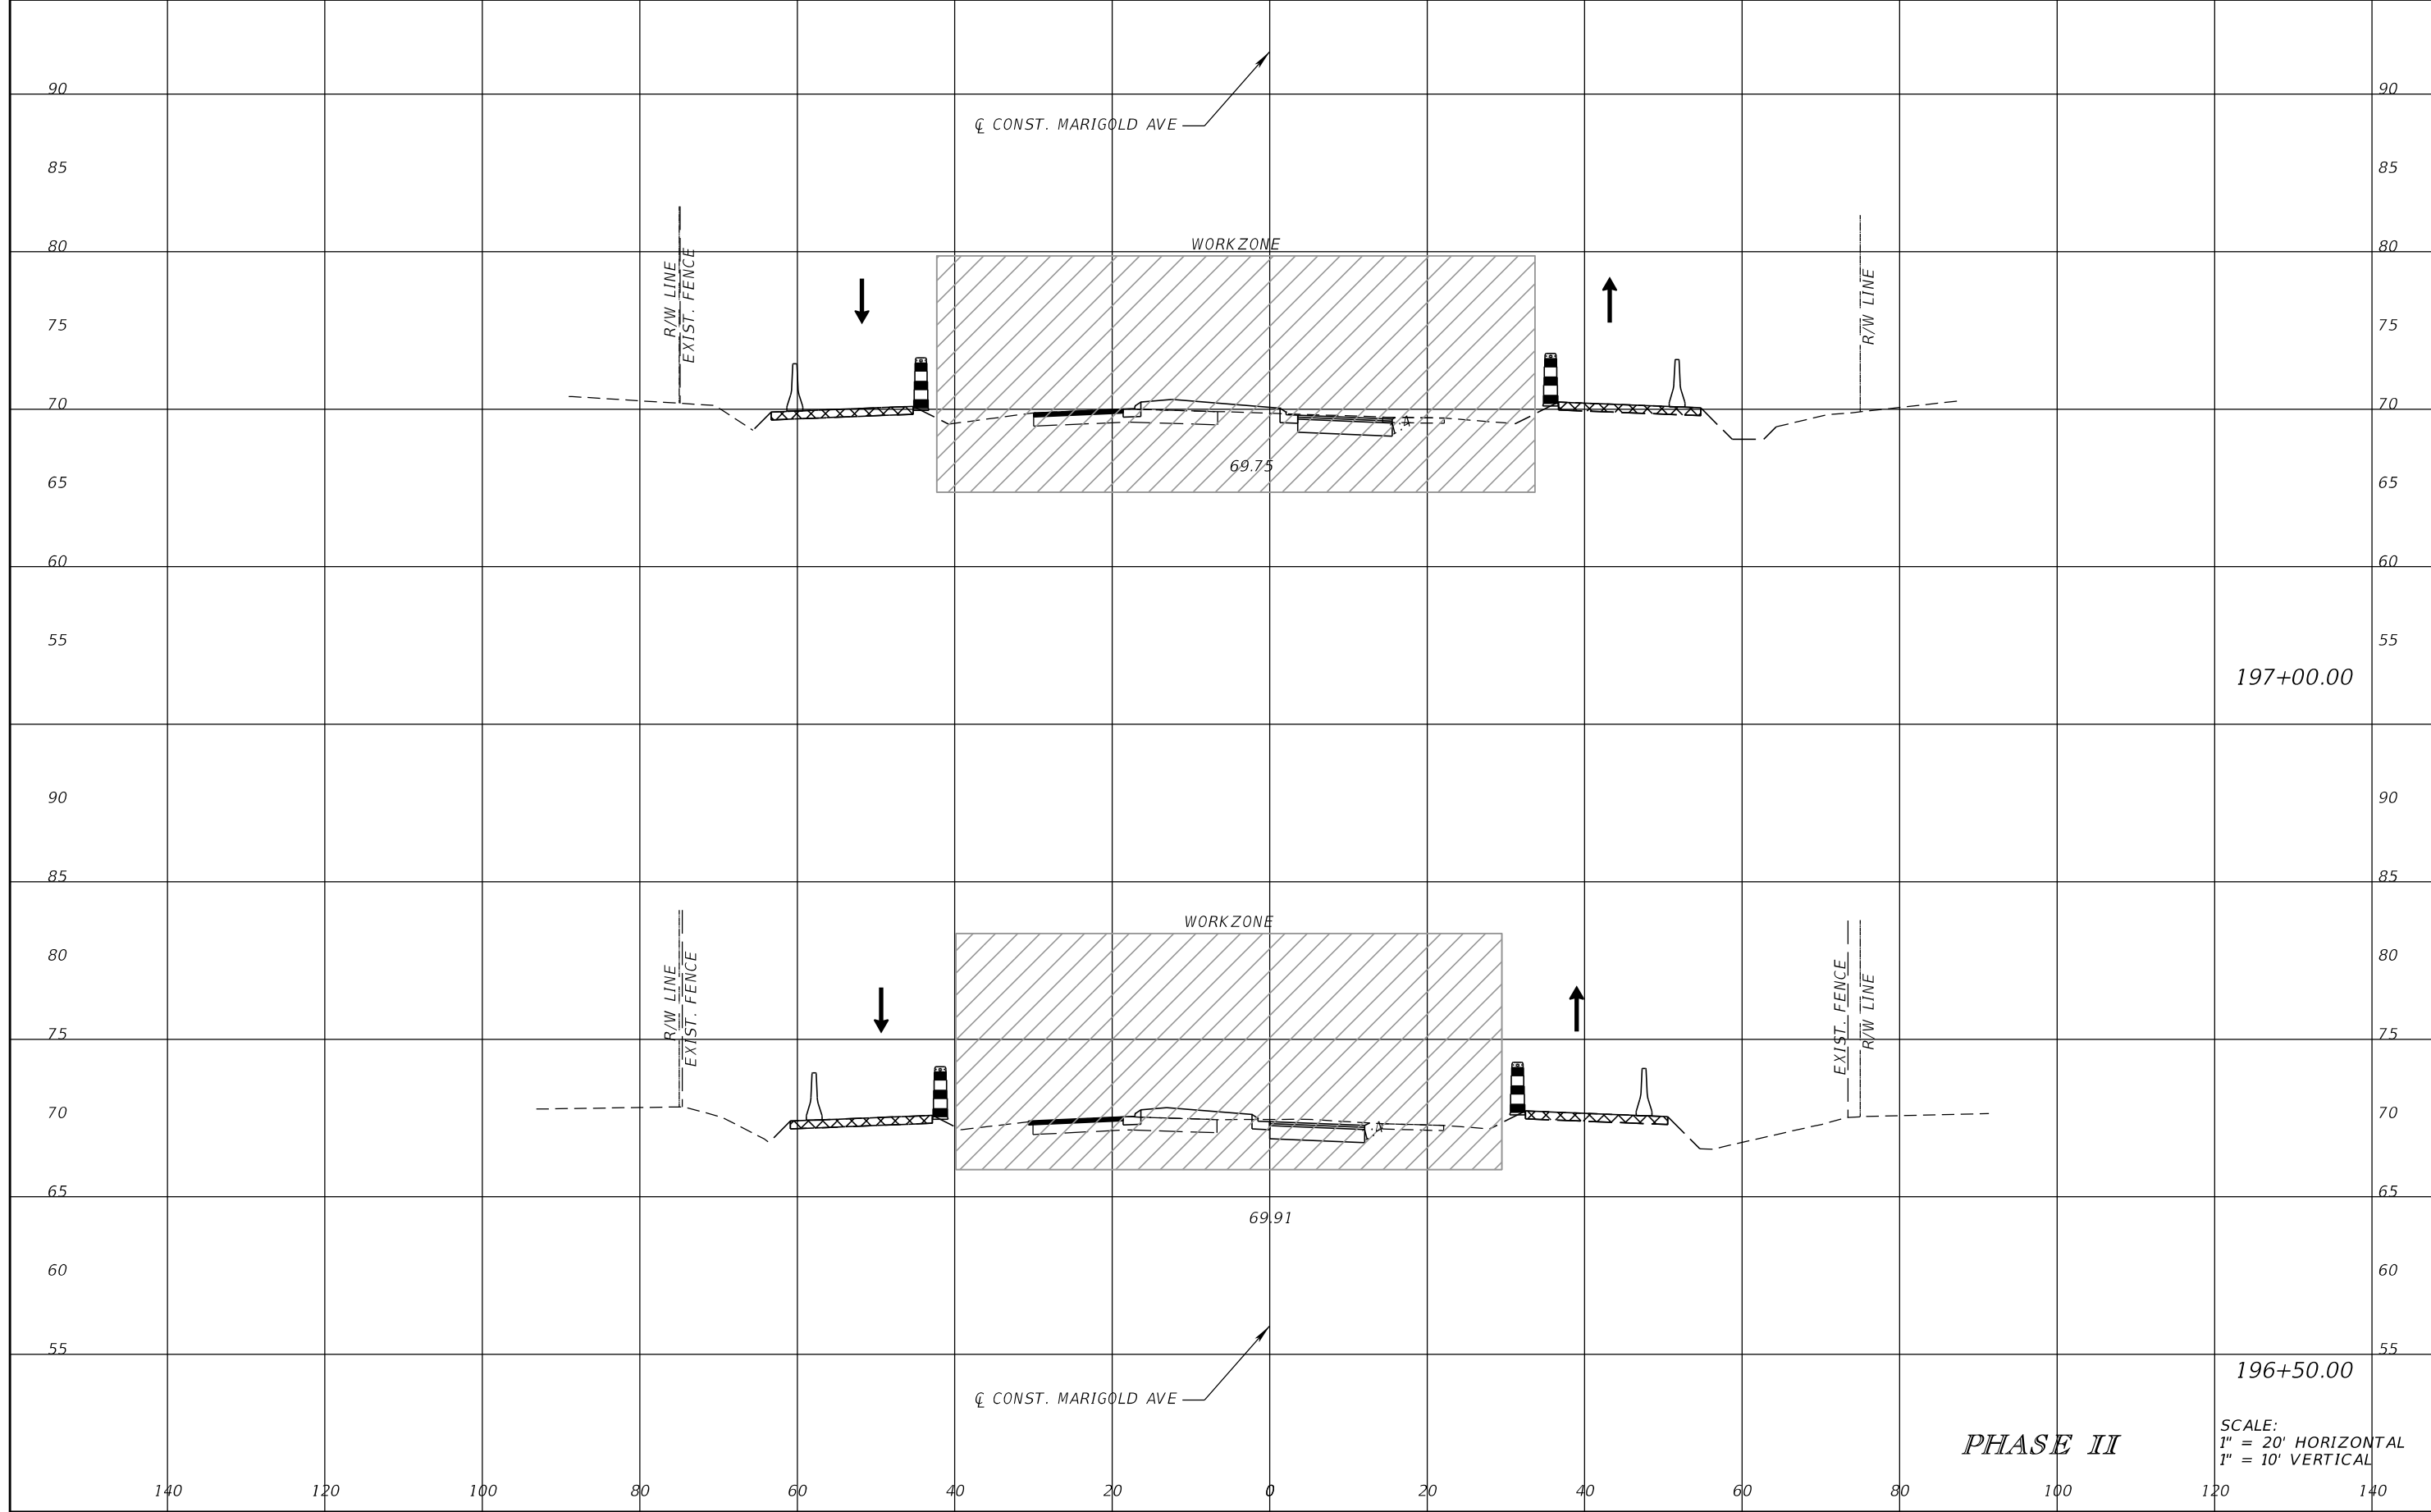 90 90
℄ CONST. MARIGOLD AVE
85 85
WORKZONE
80 80
R/W LINE
EXIST. FENCE
R/W LINE
75 75
70 70
69.75
65 65
60 60
55 55
197+00.00
90 90
85 85
WORKZONE
80 80
R/W LINE
EXIST. FENCE
EXIST. FENCE
R/W LINE
75 75
70 70
65 65
69.91
60 60
55 55
196+50.00
℄ CONST. MARIGOLD AVE
PHASE II
SCALE:
1" = 20' HORIZONTAL
1" = 10' VERTICAL
140 120 100 80 60 40 20 0 20 40 60 80 100 120 140